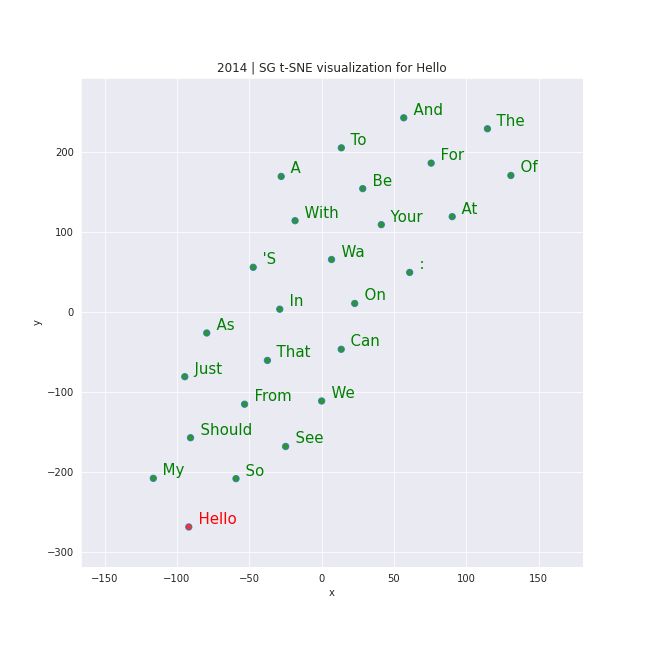 2014 | SG t-SNE visualization for Hello
And
The
To
For
Of
A
Be
With
Your
At
'S
Wa
:
In
On
As
Can
That
Just
From
We
Should
See
My
So
Hello
200
100
0
−100
−200
−300
y
−150
−100
−50
0
50
100
150
x